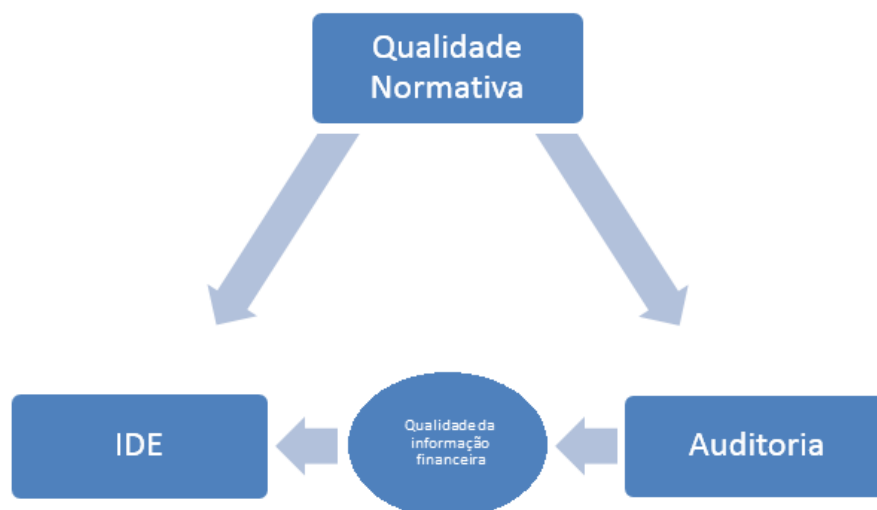 Qualidade
Normativa
IDE
Qualidade da
informação
financeira
Auditoria